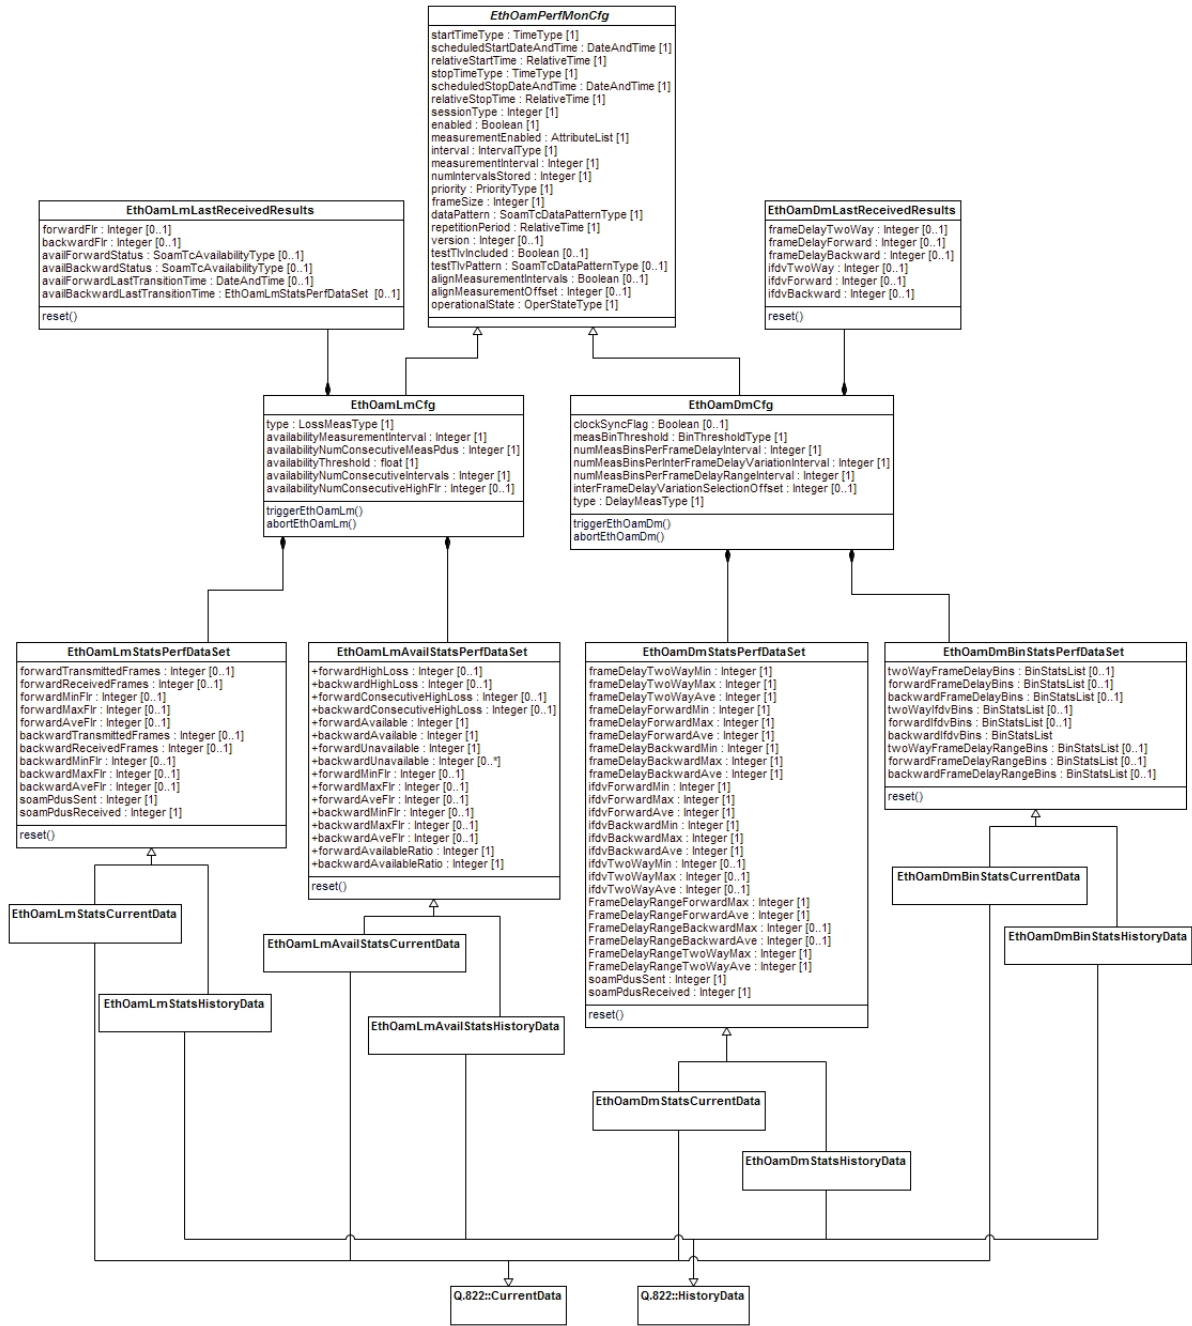 EthOamPerfMonCfg
startTimeType : TimeType [1]
scheduledStartDateAndTime : DateAndTime [1]
relativeStartTime : RelativeTime [1]
stopTimeType : TimeType [1]
scheduledStopDateAndTime : DateAndTime [1]
relativeStopTime : RelativeTime [1]
sessionType : Integer [1]
enabled : Boolean [1]
measurementEnabled : AttributeList [1]
interval : IntervalType [1]
measurementInterval : Integer [1]
numIntervalsStored : Integer [1]
priority : PriorityType [1]
frameSize : Integer [1]
dataPattern : SoamTcDataPatternType [1]
repetitionPeriod : RelativeTime [1]
version : Integer [0..1]
testTlvIncluded : Boolean [0..1]
testTlvPattern : SoamTcDataPatternType [0..1]
alignMeasurementIntervals : Boolean [0..1]
alignMeasurementOffset : Integer [0..1]
operationalState : OperStateType [1]
EthOamLmLastReceivedResults
forwardFlr : Integer [0..1]
backwardFlr : Integer [0..1]
availForwardStatus : SoamTcAvailabilityType [0..1]
availBackwardStatus : SoamTcAvailabilityType [0..1]
availForwardLastTransitionTime : DateAndTime [0..1]
availBackwardLastTransitionTime : EthOamLmStatsPerfDataSet [0..1]
reset()
EthOamDmLastReceivedResults
frameDelayTwoWay : Integer [0..1]
frameDelayForward : Integer [0..1]
frameDelayBackward : Integer [0..1]
ifdvTwoWay : Integer [0..1]
ifdvForward : Integer [0..1]
ifdvBackward : Integer [0..1]
reset()
EthOamLmCfg
type : LossMeasType [1]
availabilityMeasurementInterval : Integer [1]
availabilityNumConsecutiveMeasPdus : Integer [1]
availabilityThreshold : float [1]
availabilityNumConsecutiveIntervals : Integer [1]
availabilityNumConsecutiveHighFlr : Integer [0..1]
triggerEthOamLm()
abortEthOamLm()
EthOamDmCfg
clockSyncFlag : Boolean [0..1]
measBinThreshold : BinThresholdType [1]
numMeasBinsPerFrameDelayInterval : Integer [1]
numMeasBinsPerInterFrameDelayVariationInterval : Integer [1]
numMeasBinsPerFrameDelayRangeInterval : Integer [1]
interFrameDelayVariationSelectionOffset : Integer [0..1]
type : DelayMeasType [1]
triggerEthOamDm()
abortEthOamDm()
EthOamLmStatsPerfDataSet
forwardTransmittedFrames : Integer [0..1]
forwardReceivedFrames : Integer [0..1]
forwardMinFlr : Integer [0..1]
forwardMaxFlr : Integer [0..1]
forwardAveFlr : Integer [0..1]
backwardTransmittedFrames : Integer [0..1]
backwardReceivedFrames : Integer [0..1]
backwardMinFlr : Integer [0..1]
backwardMaxFlr : Integer [0..1]
backwardAveFlr : Integer [0..1]
soamPdusSent : Integer [1]
soamPdusReceived : Integer [1]
reset()
EthOamLmAvailStatsPerfDataSet
+forwardHighLoss : Integer [0..1]
+backwardHighLoss : Integer [0..1]
+forwardConsecutiveHighLoss : Integer [0..1]
+backwardConsecutiveHighLoss : Integer [0..1]
+forwardAvailable : Integer [1]
+backwardAvailable : Integer [1]
+forwardUnavailable : Integer [1]
+backwardUnavailable : Integer [0..*]
+forwardMinFlr : Integer [0..1]
+forwardMaxFlr : Integer [0..1]
+forwardAveFlr : Integer [0..1]
+backwardMinFlr : Integer [0..1]
+backwardMaxFlr : Integer [0..1]
+backwardAveFlr : Integer [0..1]
+forwardAvailableRatio : Integer [1]
+backwardAvailableRatio : Integer [1]
reset()
EthOamDmStatsPerfDataSet
frameDelayTwoWayMin : Integer [1]
frameDelayTwoWayMax : Integer [1]
frameDelayTwoWayAve : Integer [1]
frameDelayForwardMin : Integer [1]
frameDelayForwardMax : Integer [1]
frameDelayForwardAve : Integer [1]
frameDelayBackwardMin : Integer [1]
frameDelayBackwardMax : Integer [1]
frameDelayBackwardAve : Integer [1]
ifdvForwardMin : Integer [1]
ifdvForwardMax : Integer [1]
ifdvForwardAve : Integer [1]
ifdvBackwardMin : Integer [1]
ifdvBackwardMax : Integer [1]
ifdvBackwardAve : Integer [1]
ifdvTwoWayMin : Integer [0..1]
ifdvTwoWayMax : Integer [0..1]
ifdvTwoWayAve : Integer [0..1]
FrameDelayRangeForwardMax : Integer [1]
FrameDelayRangeForwardAve : Integer [1]
FrameDelayRangeBackwardMax : Integer [0..1]
FrameDelayRangeBackwardAve : Integer [0..1]
FrameDelayRangeTwoWayMax : Integer [1]
FrameDelayRangeTwoWayAve : Integer [1]
soamPdusSent : Integer [1]
soamPdusReceived : Integer [1]
reset()
EthOamDmBinStatsPerfDataSet
twoWayFrameDelayBins : BinStatsList [0..1]
forwardFrameDelayBins : BinStatsList [0..1]
backwardFrameDelayBins : BinStatsList [0..1]
twoWayIfdvBins : BinStatsList [0..1]
forwardIfdvBins : BinStatsList [0..1]
backwardIfdvBins : BinStatsList
twoWayFrameDelayRangeBins : BinStatsList [0..1]
forwardFrameDelayRangeBins : BinStatsList [0..1]
backwardFrameDelayRangeBins : BinStatsList [0..1]
reset()
EthOamLmStatsCurrentData
EthOamLmStatsHistoryData
EthOamLmAvailStatsCurrentData
EthOamLmAvailStatsHistoryData
EthOamDmStatsCurrentData
EthOamDmStatsHistoryData
EthOamDmBinStatsCurrentData
EthOamDmBinStatsHistoryData
Q.822::CurrentData
Q.822::HistoryData